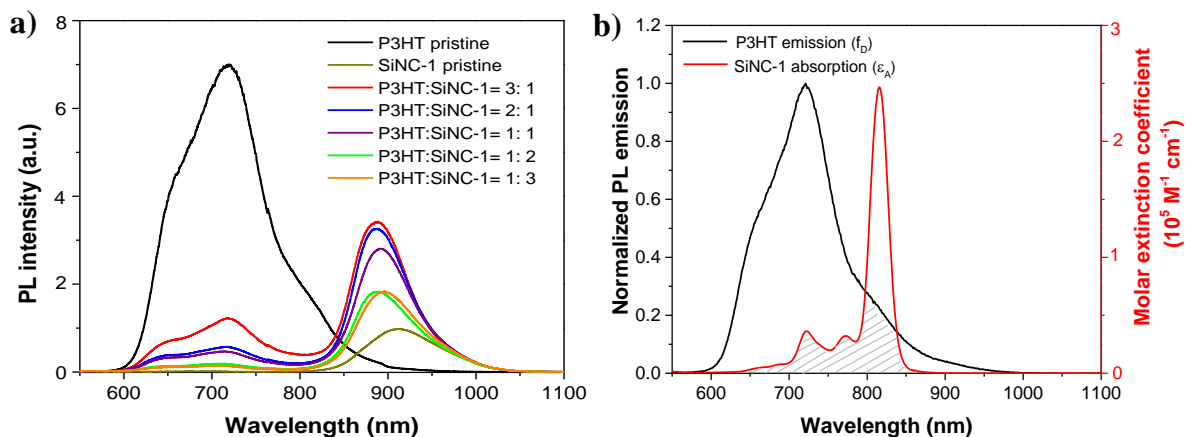 a)
PL intensity (a.u.)
8
6
4
2
0
P3HT pristine
SiNC-1 pristine
P3HT:SiNC-1= 3: 1
P3HT:SiNC-1= 2: 1
P3HT:SiNC-1= 1: 1
P3HT:SiNC-1= 1: 2
P3HT:SiNC-1= 1: 3
600 700 800 900 1000 1100
Wavelength (nm)
b)
Normalized PL emission
1.2
1.0
0.8
0.6
0.4
0.2
0.0
P3HT emission (f_D)
SiNC-1 absorption (ε_A)
3
2
1
0
Molar extinction coefficient
(10⁵ M⁻¹ cm⁻¹)
600 700 800 900 1000 1100
Wavelength (nm)